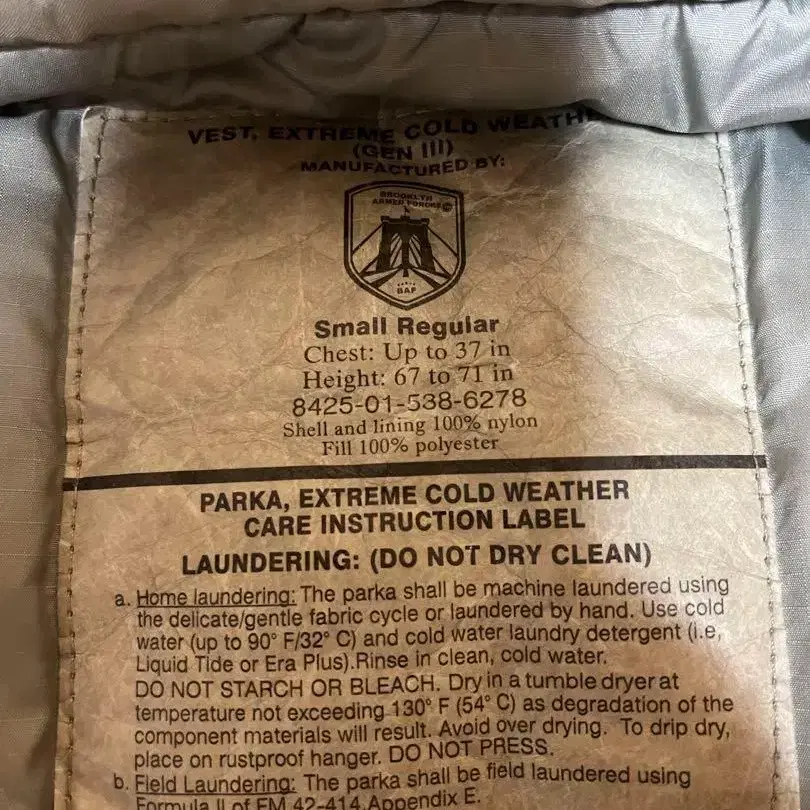 VEST, EXTREME COLD WEATHE
(GEN III)
MANUFACTURED BY:
BROOKLYN
ARMED FORCES
BAF
Small Regular
Chest: Up to 37 in
Height: 67 to 71 in
8425-01-538-6278
Shell and lining 100% nylon
Fill 100% polyester
PARKA, EXTREME COLD WEATHER
CARE INSTRUCTION LABEL
LAUNDERING: (DO NOT DRY CLEAN)
a. Home laundering: The parka shall be machine laundered using
the delicate/gentle fabric cycle or laundered by hand. Use cold
water (up to 90° F/32° C) and cold water laundry detergent (i.e,
Liquid Tide or Era Plus).Rinse in clean, cold water.
DO NOT STARCH OR BLEACH. Dry in a tumble dryer at
temperature not exceeding 130° F (54° C) as degradation of the
component materials will result. Avoid over drying. To drip dry,
place on rustproof hanger. DO NOT PRESS.
b. Field Laundering: The parka shall be field laundered using
Formula II of FM 42-414,Appendix E.